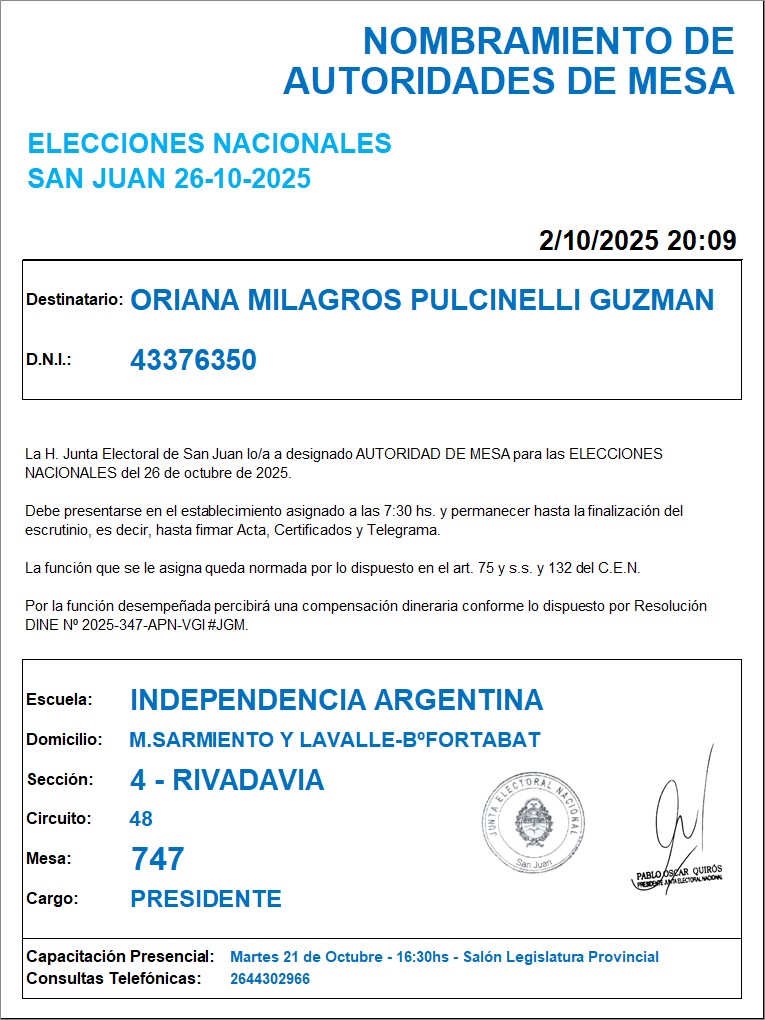 NOMBRAMIENTO DE
AUTORIDADES DE MESA
ELECCIONES NACIONALES
SAN JUAN 26-10-2025
2/10/2025 20:09
Destinatario: ORIANA MILAGROS PULCINELLI GUZMAN
D.N.I.: 43376350
La H. Junta Electoral de San Juan lo/a a designado AUTORIDAD DE MESA para las ELECCIONES
NACIONALES del 26 de octubre de 2025.
Debe presentarse en el establecimiento asignado a las 7:30 hs. y permanecer hasta la finalización del
escrutinio, es decir, hasta firmar Acta, Certificados y Telegrama.
La función que se le asigna queda normada por lo dispuesto en el art. 75 y s.s. y 132 del C.E.N.
Por la función desempeñada percibirá una compensación dineraria conforme lo dispuesto por Resolución
DINE Nº 2025-347-APN-VGI#JGM.
Escuela: INDEPENDENCIA ARGENTINA
Domicilio: M.SARMIENTO Y LAVALLE-BºFORTABAT
Sección: 4 - RIVADAVIA
Circuito: 48
Mesa: 747
Cargo: PRESIDENTE
JUNTA ELECTORAL NACIONAL
San Juan
PABLO OSCAR QUIRÓS
PRESIDENTE JUNTA ELECTORAL NACIONAL
Capacitación Presencial: Martes 21 de Octubre - 16:30hs - Salón Legislatura Provincial
Consultas Telefónicas: 2644302966